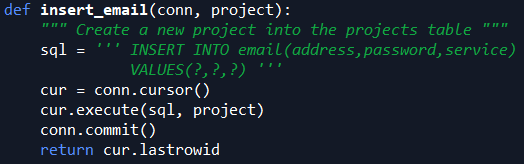 def insert_email(conn, project):
    """ Create a new project into the projects table """
    sql = ''' INSERT INTO email(address,password,service)
              VALUES(?,?,?) '''
    cur = conn.cursor()
    cur.execute(sql, project)
    conn.commit()
    return cur.lastrowid